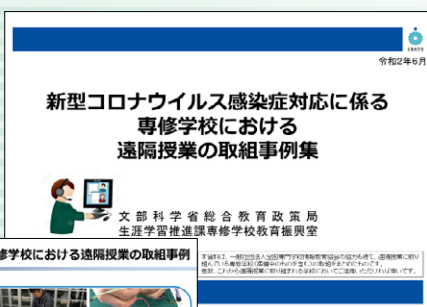 令和2年6月
新型コロナウイルス感染症対応に係る
専修学校における
遠隔授業の取組事例集
文部科学省総合教育政策局
生涯学習推進課専修学校教育振興室
修学校における遠隔授業の取組事例